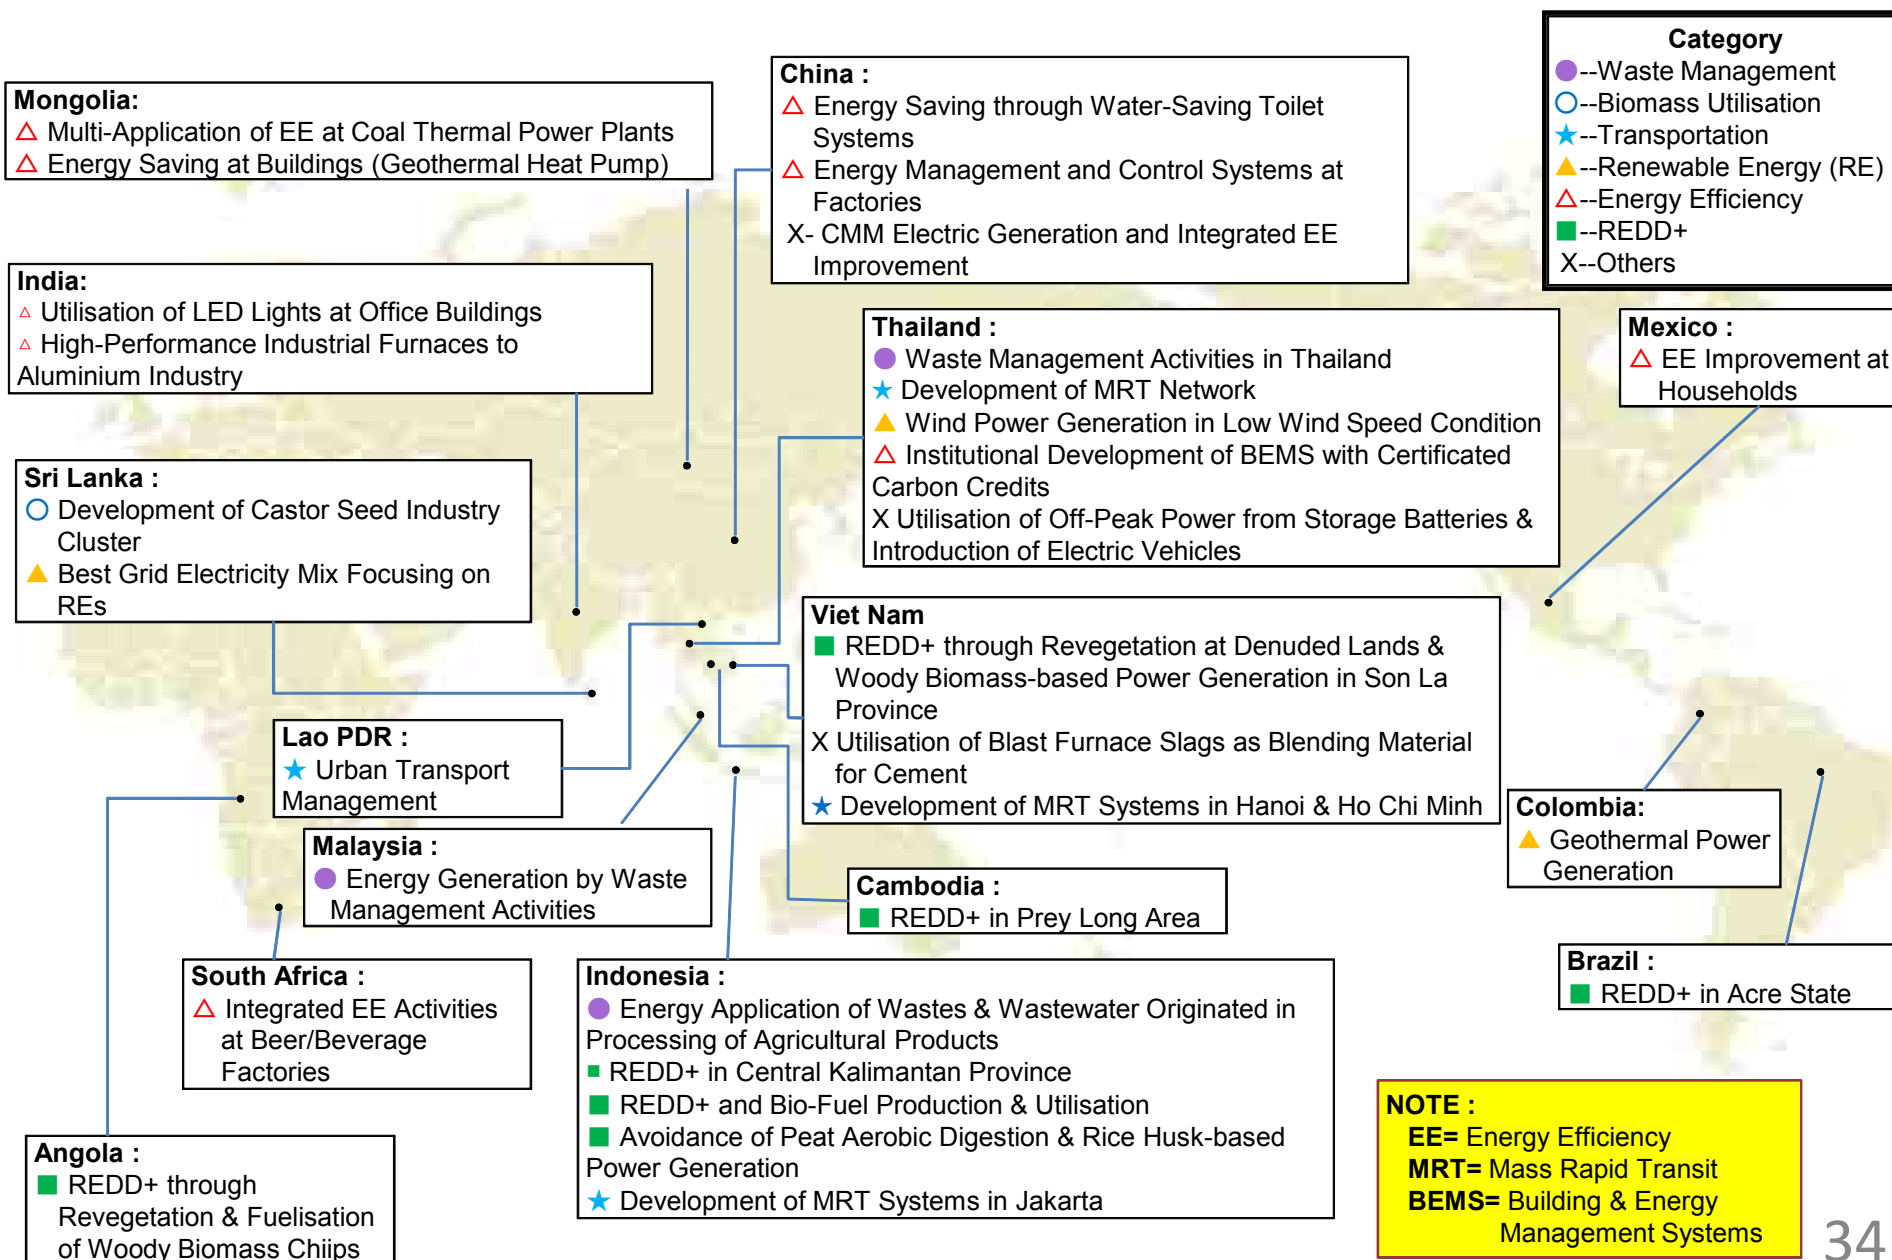 Category
--Waste Management
--Biomass Utilisation
--Transportation
--Renewable Energy (RE)
--Energy Efficiency
--REDD+
X--Others
Mongolia:
Multi-Application of EE at Coal Thermal Power Plants
Energy Saving at Buildings (Geothermal Heat Pump)
China :
Energy Saving through Water-Saving Toilet
Systems
Energy Management and Control Systems at
Factories
X- CMM Electric Generation and Integrated EE
Improvement
India:
Utilisation of LED Lights at Office Buildings
High-Performance Industrial Furnaces to
Aluminium Industry
Thailand :
Waste Management Activities in Thailand
Development of MRT Network
Wind Power Generation in Low Wind Speed Condition
Institutional Development of BEMS with Certificated
Carbon Credits
X Utilisation of Off-Peak Power from Storage Batteries &
Introduction of Electric Vehicles
Mexico :
EE Improvement at
Households
Sri Lanka :
Development of Castor Seed Industry
Cluster
Best Grid Electricity Mix Focusing on
REs
Viet Nam
REDD+ through Revegetation at Denuded Lands &
Woody Biomass-based Power Generation in Son La
Province
X Utilisation of Blast Furnace Slags as Blending Material
for Cement
Development of MRT Systems in Hanoi & Ho Chi Minh
Lao PDR :
Urban Transport
Management
Malaysia :
Energy Generation by Waste
Management Activities
Cambodia :
REDD+ in Prey Long Area
Colombia:
Geothermal Power
Generation
Brazil :
REDD+ in Acre State
South Africa :
Integrated EE Activities
at Beer/Beverage
Factories
Indonesia :
Energy Application of Wastes & Wastewater Originated in
Processing of Agricultural Products
REDD+ in Central Kalimantan Province
REDD+ and Bio-Fuel Production & Utilisation
Avoidance of Peat Aerobic Digestion & Rice Husk-based
Power Generation
Development of MRT Systems in Jakarta
Angola :
REDD+ through
Revegetation & Fuelisation
of Woody Biomass Chiips
NOTE :
EE= Energy Efficiency
MRT= Mass Rapid Transit
BEMS= Building & Energy
Management Systems
34